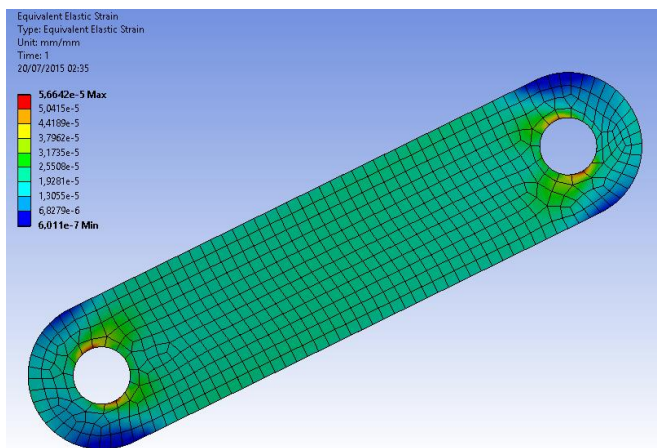 Equivalent Elastic Strain
Type: Equivalent Elastic Strain
Unit: mm/mm
Time: 1
20/07/2015 02:35
5,6642e-5 Max
5,0415e-5
4,4189e-5
3,7962e-5
3,1735e-5
2,5508e-5
1,9281e-5
1,3055e-5
6,8279e-6
6,011e-7 Min